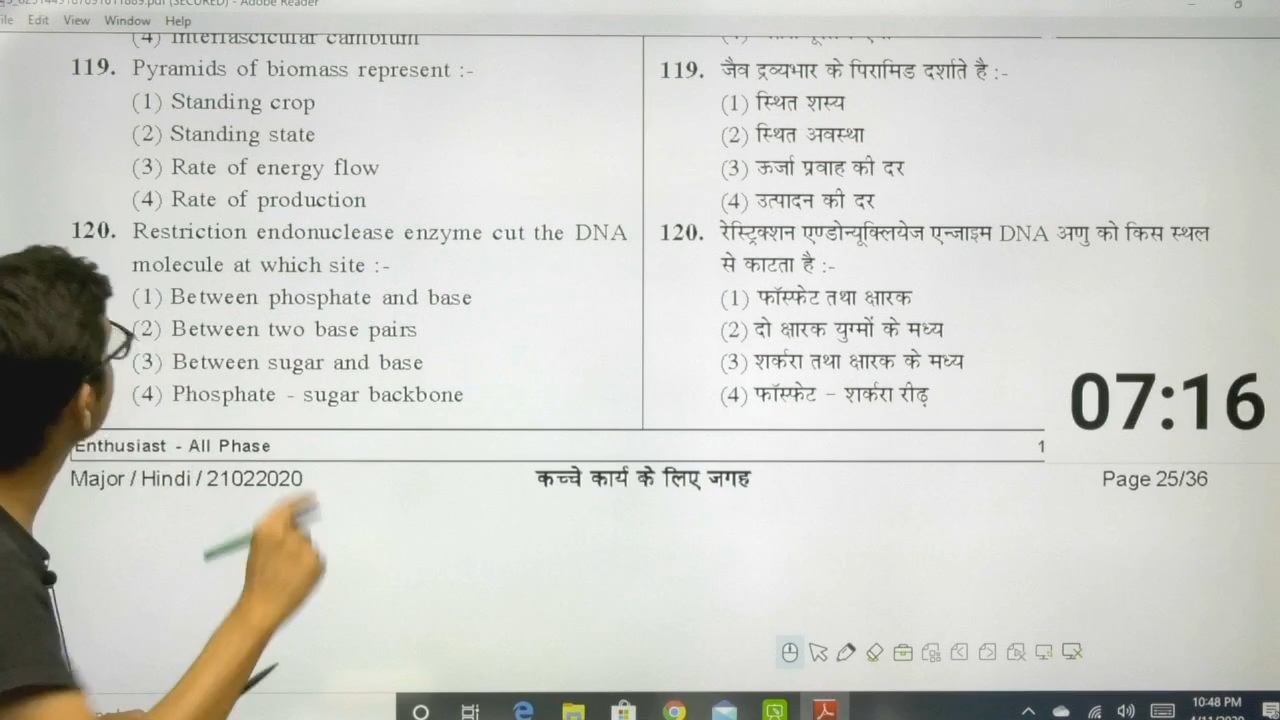 File Edit View Window Help
(4) Interfascicular cambium
119. Pyramids of biomass represent :-
(1) Standing crop
(2) Standing state
(3) Rate of energy flow
(4) Rate of production
120. Restriction endonuclease enzyme cut the DNA
molecule at which site :-
(1) Between phosphate and base
(2) Between two base pairs
(3) Between sugar and base
(4) Phosphate - sugar backbone
119. जैव द्रव्यभार के पिरामिड दर्शाते है :-
(1) स्थित शस्य
(2) स्थित अवस्था
(3) ऊर्जा प्रवाह की दर
(4) उत्पादन की दर
120. रेस्ट्रिक्शन एण्डोन्यूक्लियेज एन्जाइम DNA अणु को किस स्थल
से काटता है :-
(1) फॉस्फेट तथा क्षारक
(2) दो क्षारक युग्मों के मध्य
(3) शर्करा तथा क्षारक के मध्य
(4) फॉस्फेट - शर्करा रीढ़
07:16
Enthusiast - All Phase 1
Major / Hindi / 21022020 कच्चे कार्य के लिए जगह Page 25/36
10:48 PM